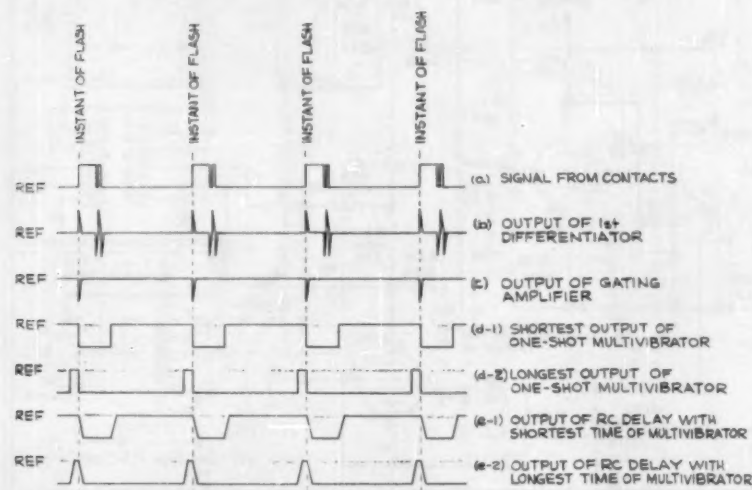 INSTANT OF FLASH
INSTANT OF FLASH
INSTANT OF FLASH
INSTANT OF FLASH
REF
(a) SIGNAL FROM CONTACTS
REF
(b) OUTPUT OF 1st
DIFFERENTIATOR
REF
(c) OUTPUT OF GATING
AMPLIFIER
REF
(d-1) SHORTEST OUTPUT OF
ONE-SHOT MULTIVIBRATOR
REF
(d-2) LONGEST OUTPUT OF
ONE-SHOT MULTIVIBRATOR
REF
(e-1) OUTPUT OF RC DELAY WITH
SHORTEST TIME OF MULTIVIBRATOR
REF
(e-2) OUTPUT OF RC DELAY WITH
LONGEST TIME OF MULTIVIBRATOR